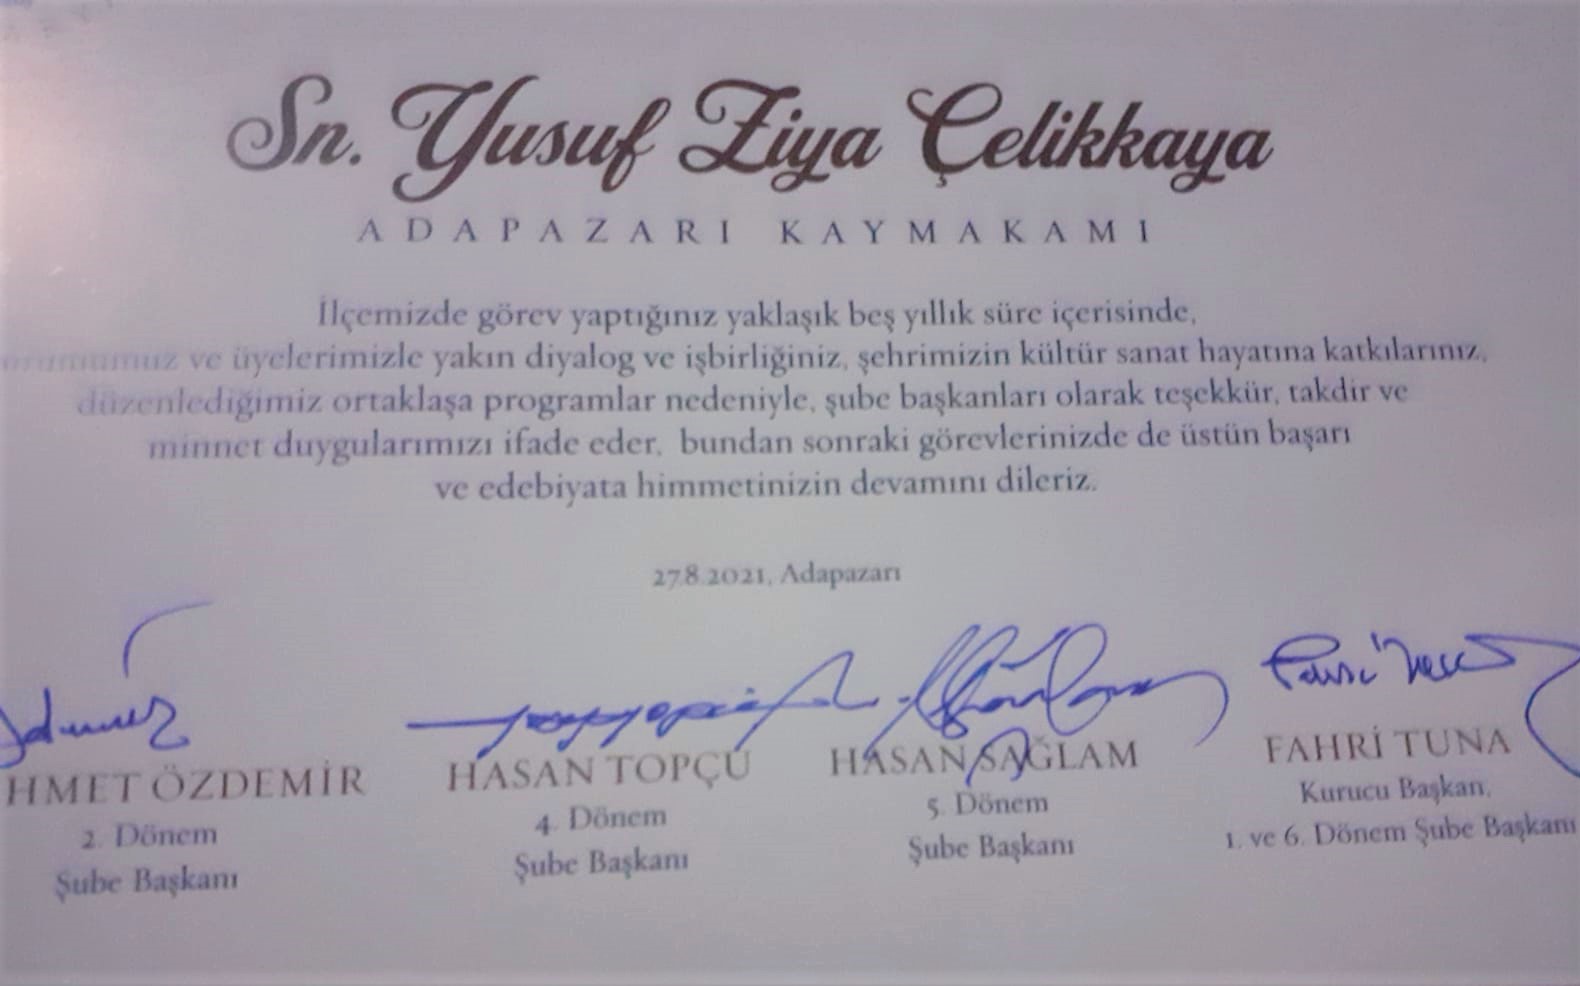 Sn. Yusuf Ziya Çelikkaya
ADAPAZARI KAYMAKAMI
İlçemizde görev yaptığınız yaklaşık beş yıllık süre içerisinde,
ve üyelerimizle yakın diyalog ve işbirliğiniz, şehrimizin kültür sanat hayatına katkılarınız,
düzenlediğimiz ortaklaşa programlar nedeniyle, şube başkanları olarak teşekkür, takdir ve
minnet duygularımızı ifade eder, bundan sonraki görevlerinizde de üstün başarı
ve edebiyata himmetinizin devamını dileriz.
27.8.2021, Adapazarı
HMET ÖZDEMİR
2. Dönem
Şube Başkanı
HASAN TOPÇU
4. Dönem
Şube Başkanı
HASAN SAĞLAM
5. Dönem
Şube Başkanı
FAHRİ TUNA
Kurucu Başkan,
1. ve 6. Dönem Şube Başkanı